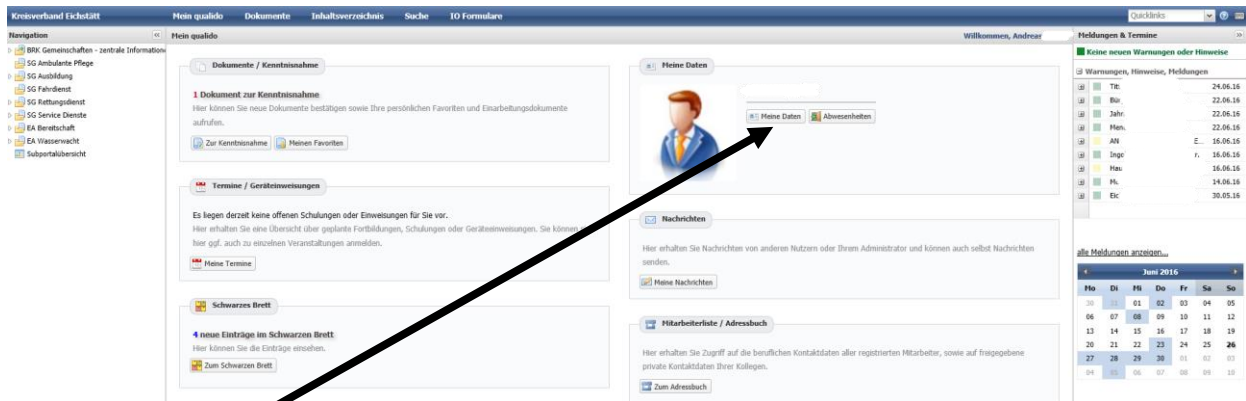 Kreisverband Eichstätt
Mein qualido Dokumente Inhaltsverzeichnis Suche IO Formulare
Quicklinks
Navigation
BRK Gemeinschaften - zentrale Information
SG Ambulante Pflege
SG Ausbildung
SG Fahrdienst
SG Rettungsdienst
SG Service Dienste
EA Bereitschaft
EA Wasserwacht
Subportalübersicht
Mein qualido
Willkommen, Andreas
Dokumente / Kenntnisnahme
1 Dokument zur Kenntnisnahme
Hier können Sie neue Dokumente bestätigen sowie Ihre persönlichen Favoriten und Einarbeitungsdokumente
aufrufen.
Zur Kenntnisnahme Meinen Favoriten
Termine / Geräteinweisungen
Es liegen derzeit keine offenen Schulungen oder Einweisungen für Sie vor.
Hier erhalten Sie eine Übersicht über geplante Fortbildungen, Schulungen oder Geräteeinweisungen. Sie können
hier ggf. auch zu einzelnen Veranstaltungen anmelden.
Meine Termine
Schwarzes Brett
4 neue Einträge im Schwarzen Brett
Hier können Sie die Einträge einsehen.
Zum Schwarzen Brett
Meine Daten
Meine Daten Abwesenheiten
Nachrichten
Hier erhalten Sie Nachrichten von anderen Nutzern oder Ihrem Administrator und können auch selbst Nachrichten
senden.
Meine Nachrichten
Mitarbeiterliste / Adressbuch
Hier erhalten Sie Zugriff auf die beruflichen Kontaktdaten aller registrierten Mitarbeiter, sowie auf freigegebene
private Kontaktdaten Ihrer Kollegen.
Zum Adressbuch
Meldungen & Termine
Keine neuen Warnungen oder Hinweise
Warnungen, Hinweise, Meldungen
24.06.16
22.06.16
Jahr. 22.06.16
22.06.16
AN E... 16.06.16
Ingo r. 16.06.16
16.06.16
14.06.16
30.05.16
alle Meldungen anzeigen...
Juni 2016
Mo Di Mi Do Fr Sa So
30 31 01 02 03 04 05
06 07 08 09 10 11 12
13 14 15 16 17 18 19
20 21 22 23 24 25 26
27 28 29 30 01 02 03
04 05 06 07 08 09 10